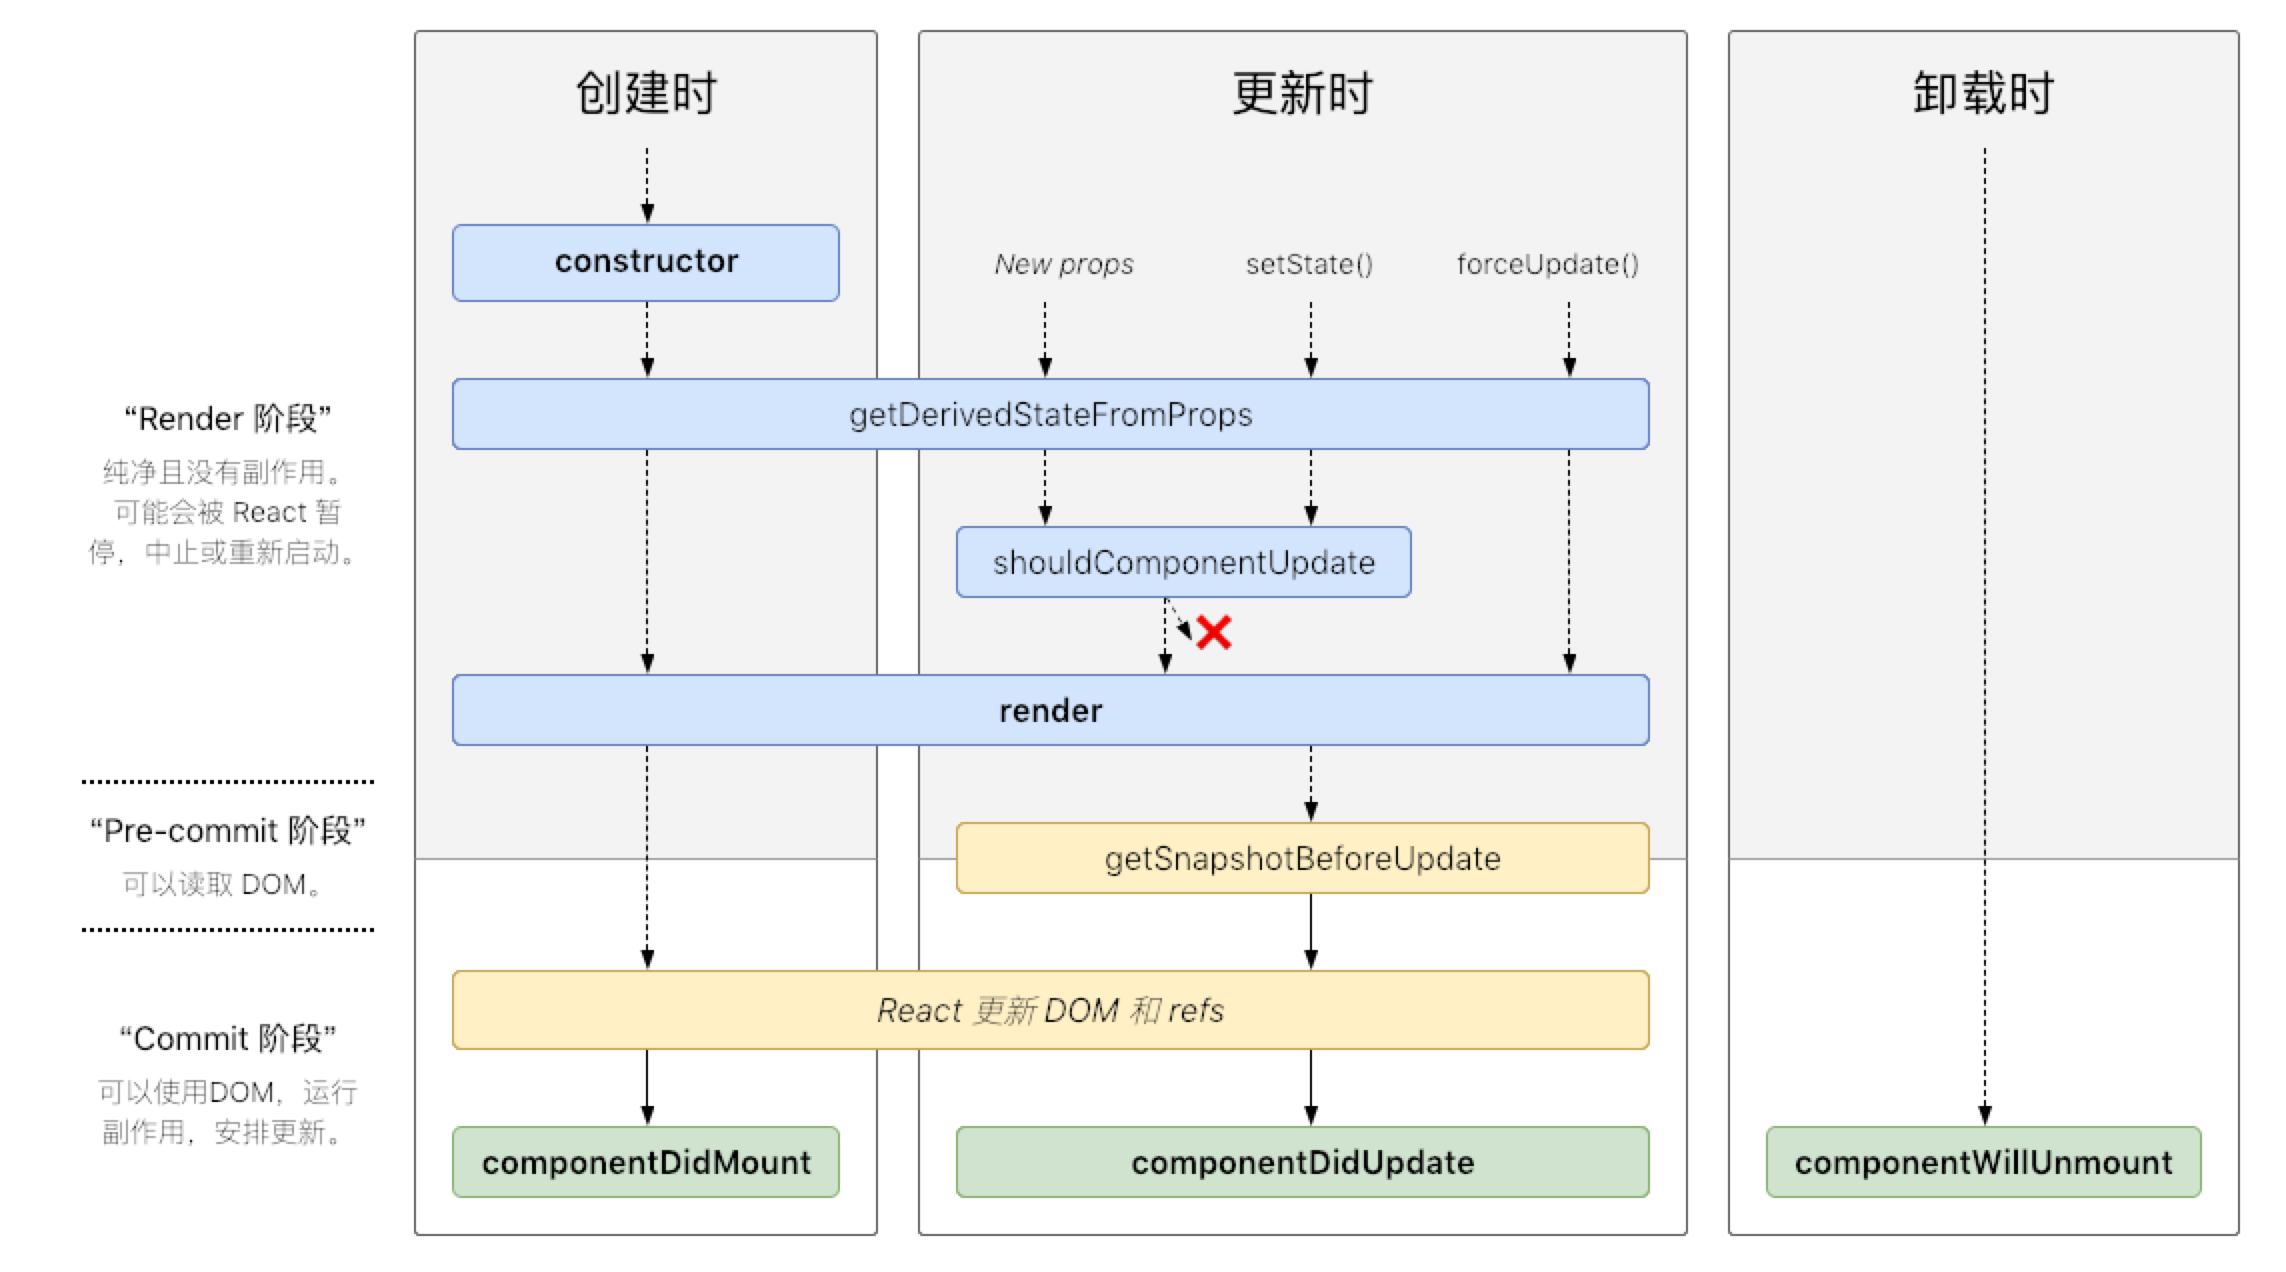 创建时
更新时
卸载时
constructor
New props
setState()
forceUpdate()
getDerivedStateFromProps
“Render 阶段”
纯净且没有副作用。
可能会被 React 暂
停，中止或重新启动。
shouldComponentUpdate
render
“Pre-commit 阶段”
可以读取 DOM。
getSnapshotBeforeUpdate
React 更新 DOM 和 refs
“Commit 阶段”
可以使用DOM，运行
副作用，安排更新。
componentDidMount
componentDidUpdate
componentWillUnmount